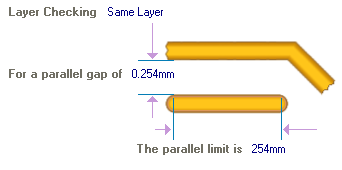 Layer Checking Same Layer
For a parallel gap of 0.254mm
The parallel limit is 254mm